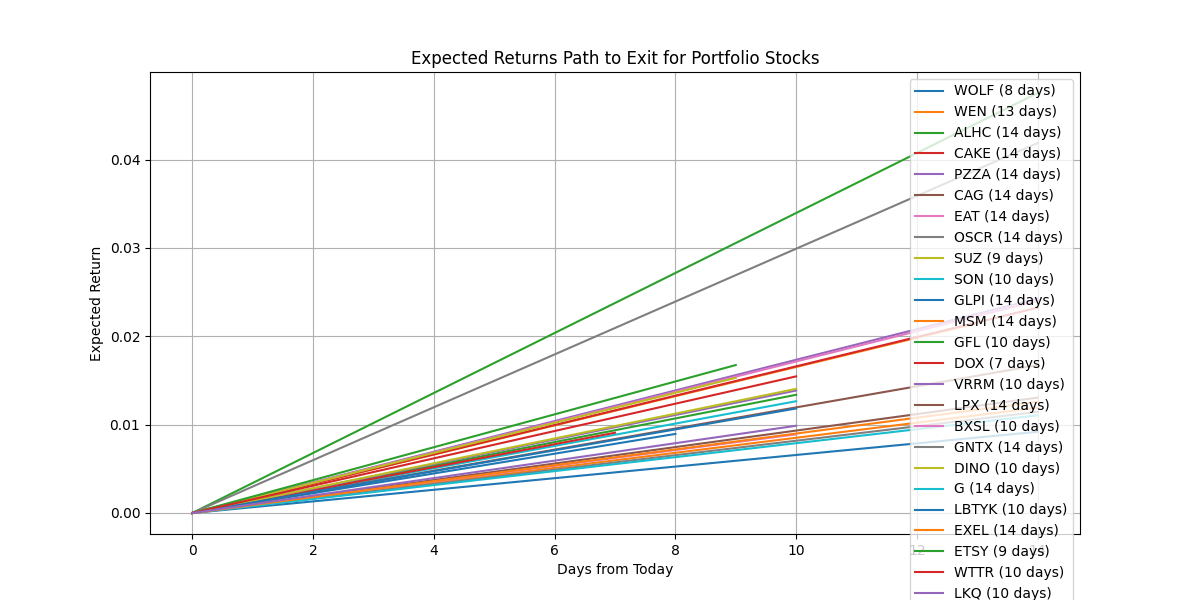 Expected Returns Path to Exit for Portfolio Stocks
Expected Return
0.04
0.03
0.02
0.01
0.00
0
2
4
6
8
10
12
14
Days from Today
WOLF (8 days)
WEN (13 days)
ALHC (14 days)
CAKE (14 days)
PZZA (14 days)
CAG (14 days)
EAT (14 days)
OSCR (14 days)
SUZ (9 days)
SON (10 days)
GLPI (14 days)
MSM (14 days)
GFL (10 days)
DOX (7 days)
VRRM (10 days)
LPX (14 days)
BXSL (10 days)
GNTX (14 days)
DINO (10 days)
G (14 days)
LBTYK (10 days)
EXEL (14 days)
ETSY (9 days)
WTTR (10 days)
LKQ (10 days)